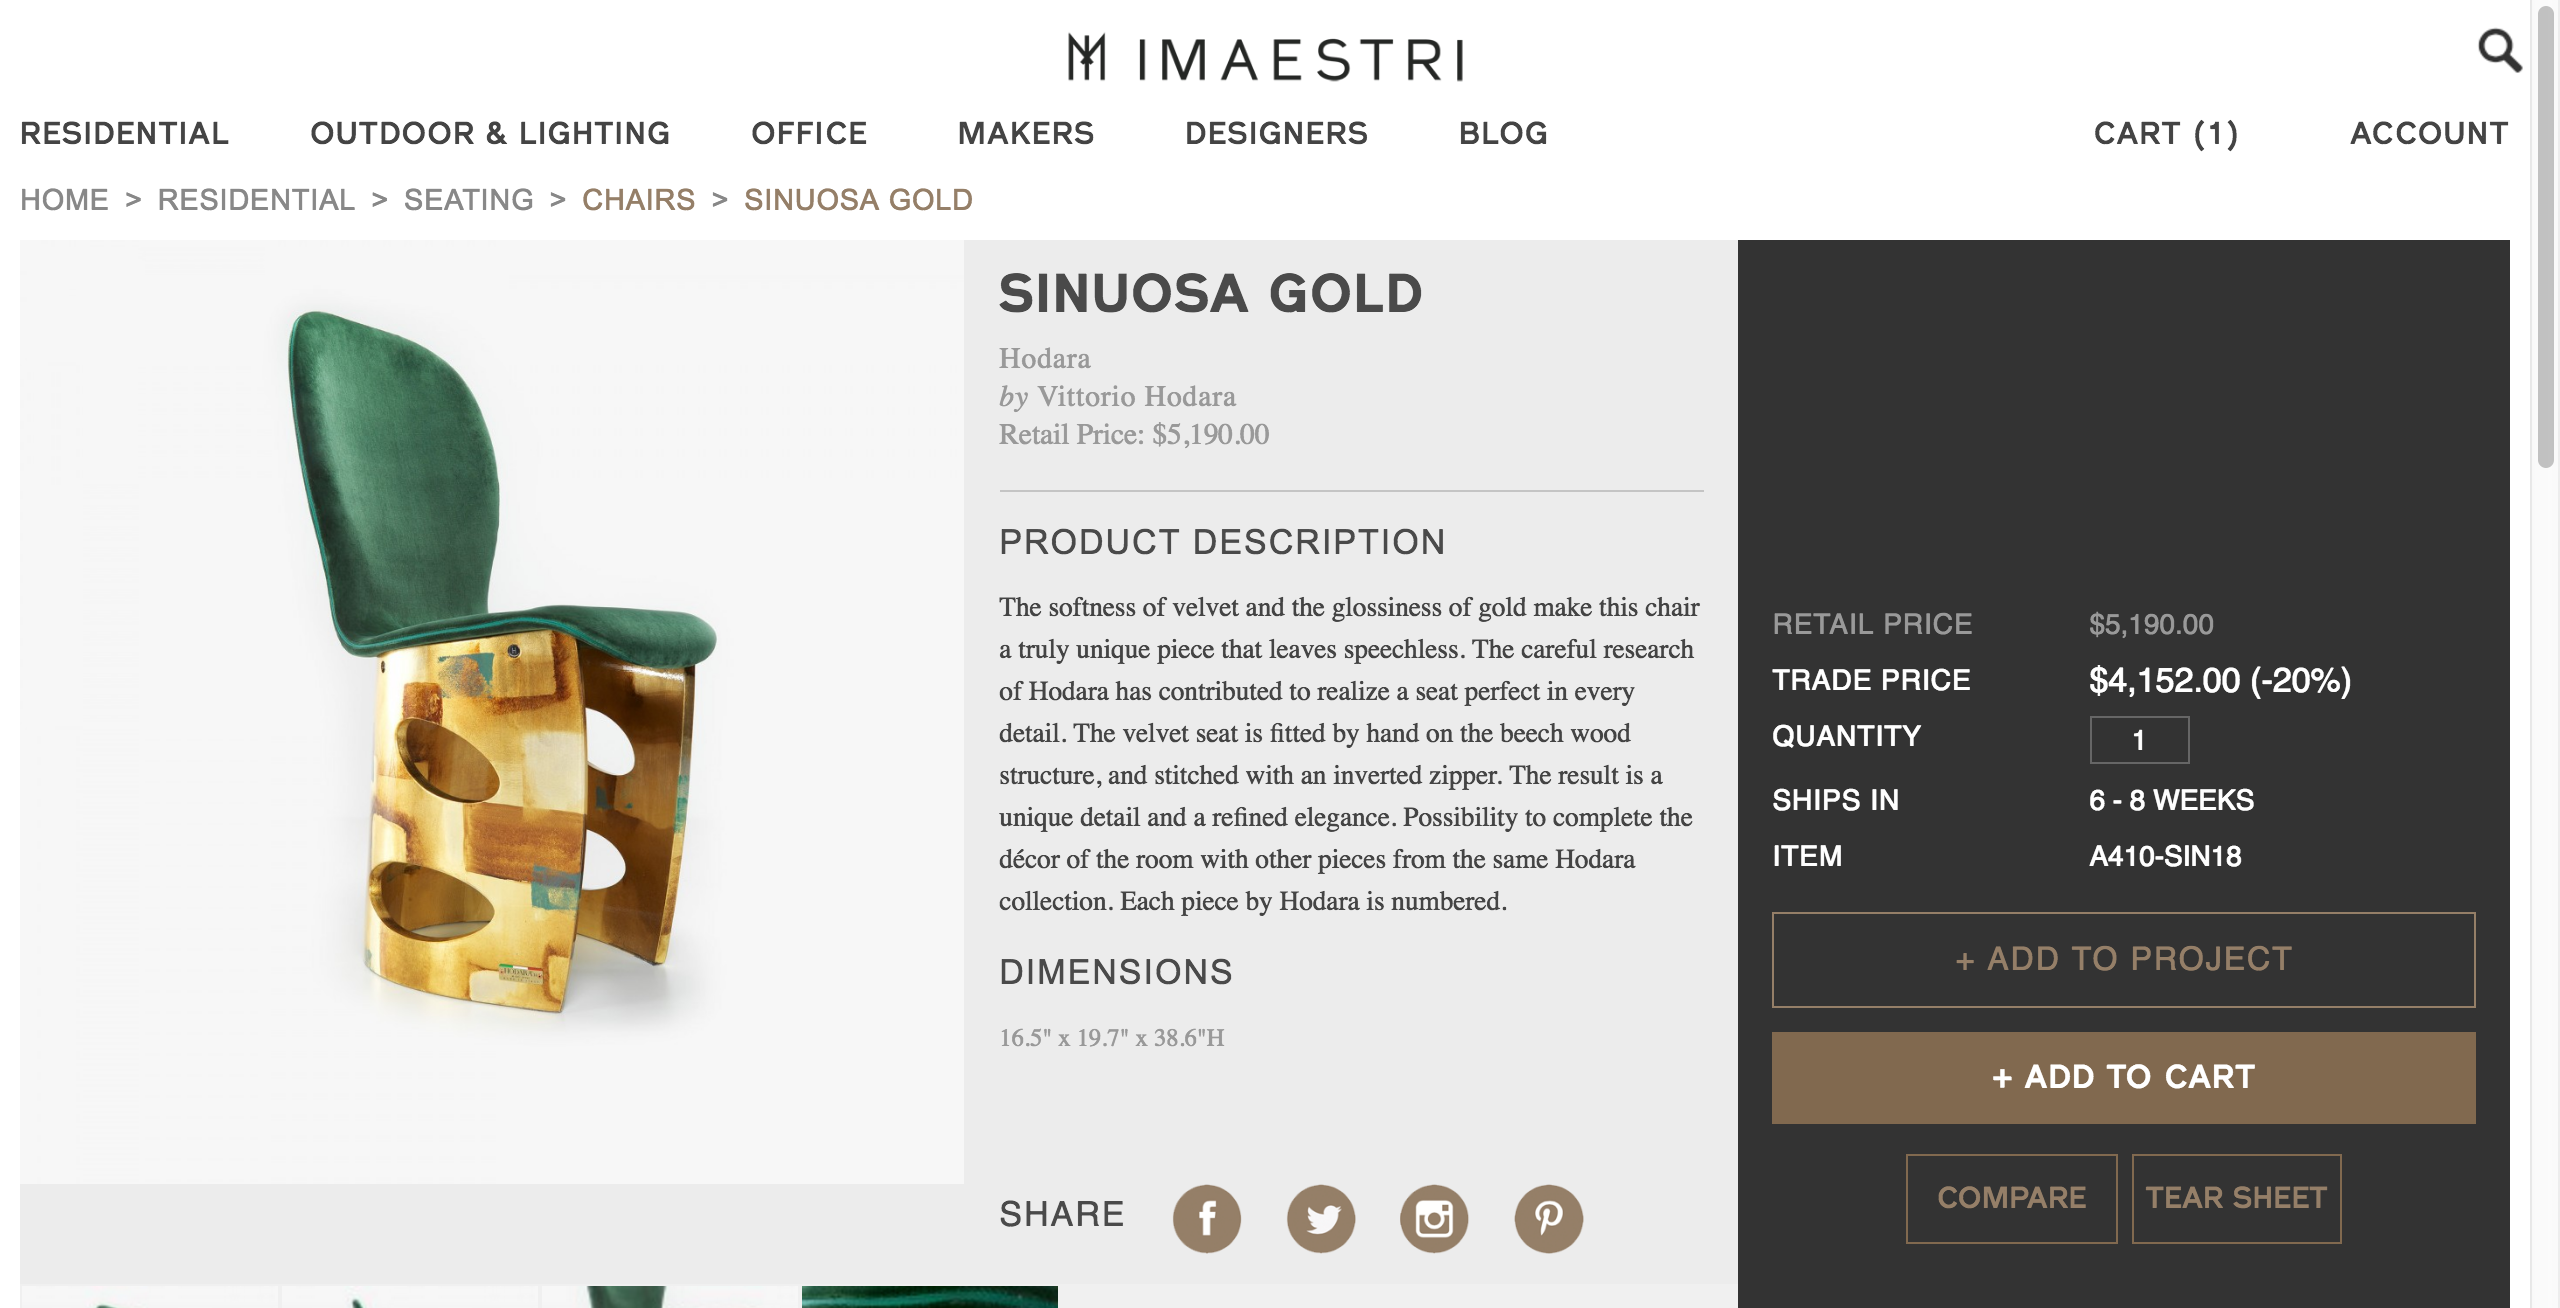 IMAESTRI
RESIDENTIAL OUTDOOR & LIGHTING OFFICE MAKERS DESIGNERS BLOG CART (1) ACCOUNT
HOME > RESIDENTIAL > SEATING > CHAIRS > SINUOSA GOLD
SINUOSA GOLD
Hodara
by Vittorio Hodara
Retail Price: $5,190.00
PRODUCT DESCRIPTION
The softness of velvet and the glossiness of gold make this chair
a truly unique piece that leaves speechless. The careful research
of Hodara has contributed to realize a seat perfect in every
detail. The velvet seat is fitted by hand on the beech wood
structure, and stitched with an inverted zipper. The result is a
unique detail and a refined elegance. Possibility to complete the
décor of the room with other pieces from the same Hodara
collection. Each piece by Hodara is numbered.
DIMENSIONS
16.5" x 19.7" x 38.6"H
SHARE
RETAIL PRICE $5,190.00
TRADE PRICE $4,152.00 (-20%)
QUANTITY 1
SHIPS IN 6 - 8 WEEKS
ITEM A410-SIN18
+ ADD TO PROJECT
+ ADD TO CART
COMPARE TEAR SHEET